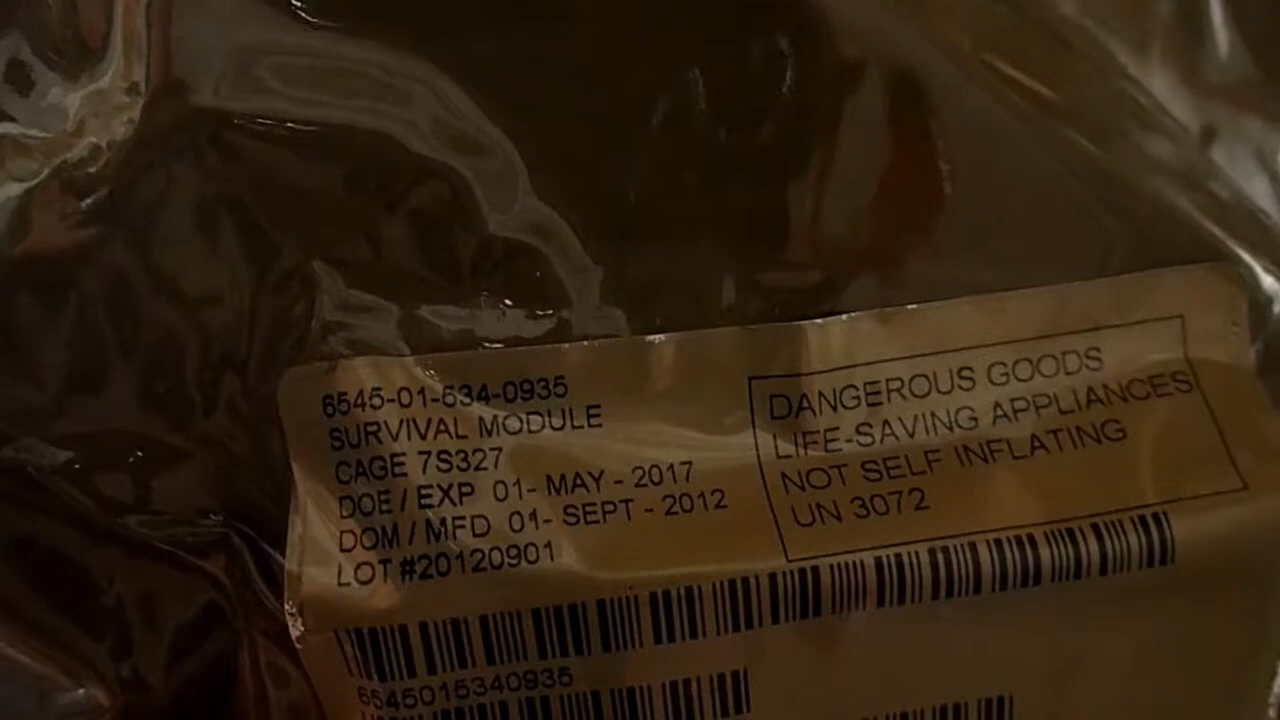 6545-01-534-0935
SURVIVAL MODULE
CAGE 7S327
DOE / EXP 01- MAY - 2017
DOM / MFD 01- SEPT - 2012
LOT #20120901
DANGEROUS GOODS
LIFE-SAVING APPLIANCES
NOT SELF INFLATING
UN 3072
6545015340935